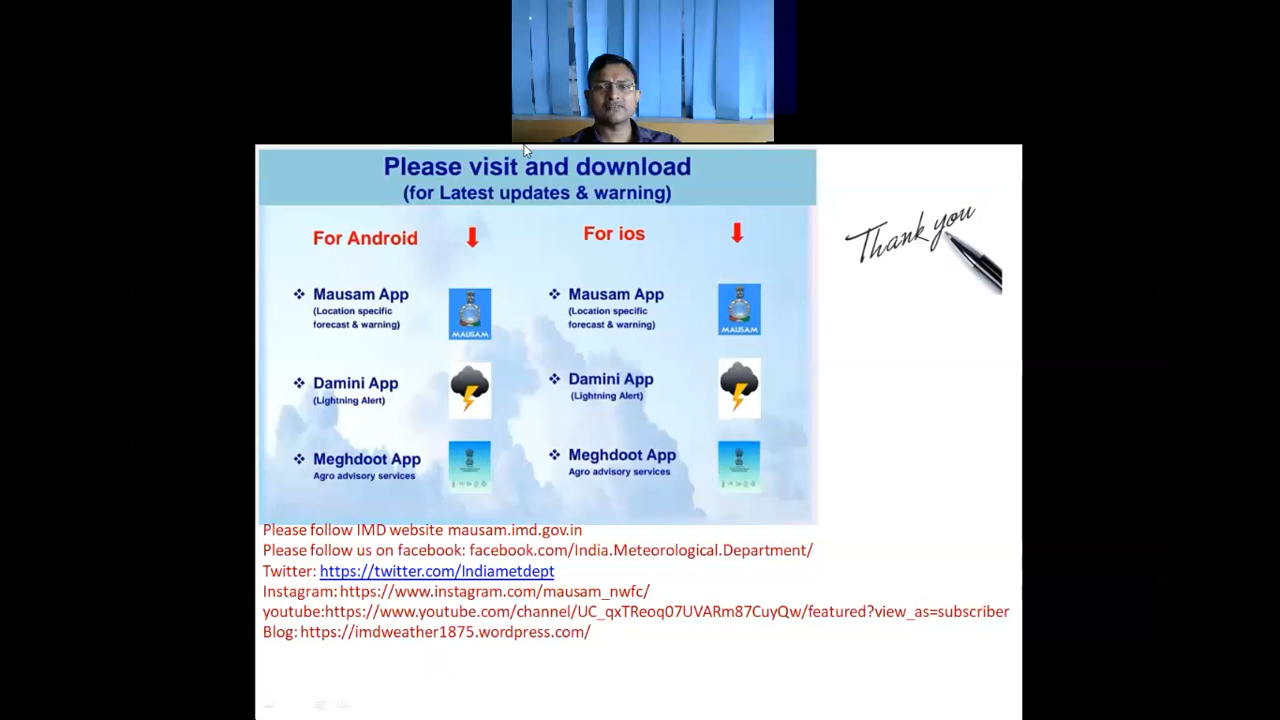 Please visit and download
(for Latest updates & warning)
For Android
For ios
Mausam App
(Location specific
forecast & warning)
MAUSAM
Mausam App
(Location specific
forecast & warning)
MAUSAM
Damini App
(Lightning Alert)
Damini App
(Lightning Alert)
Meghdoot App
Agro advisory services
Meghdoot App
Agro advisory services
Thank you
Please follow IMD website mausam.imd.gov.in
Please follow us on facebook: facebook.com/India.Meteorological.Department/
Twitter: https://twitter.com/Indiametdept
Instagram: https://www.instagram.com/mausam_nwfc/
youtube:https://www.youtube.com/channel/UC_qxTReoq07UVARm87CuyQw/featured?view_as=subscriber
Blog: https://imdweather1875.wordpress.com/